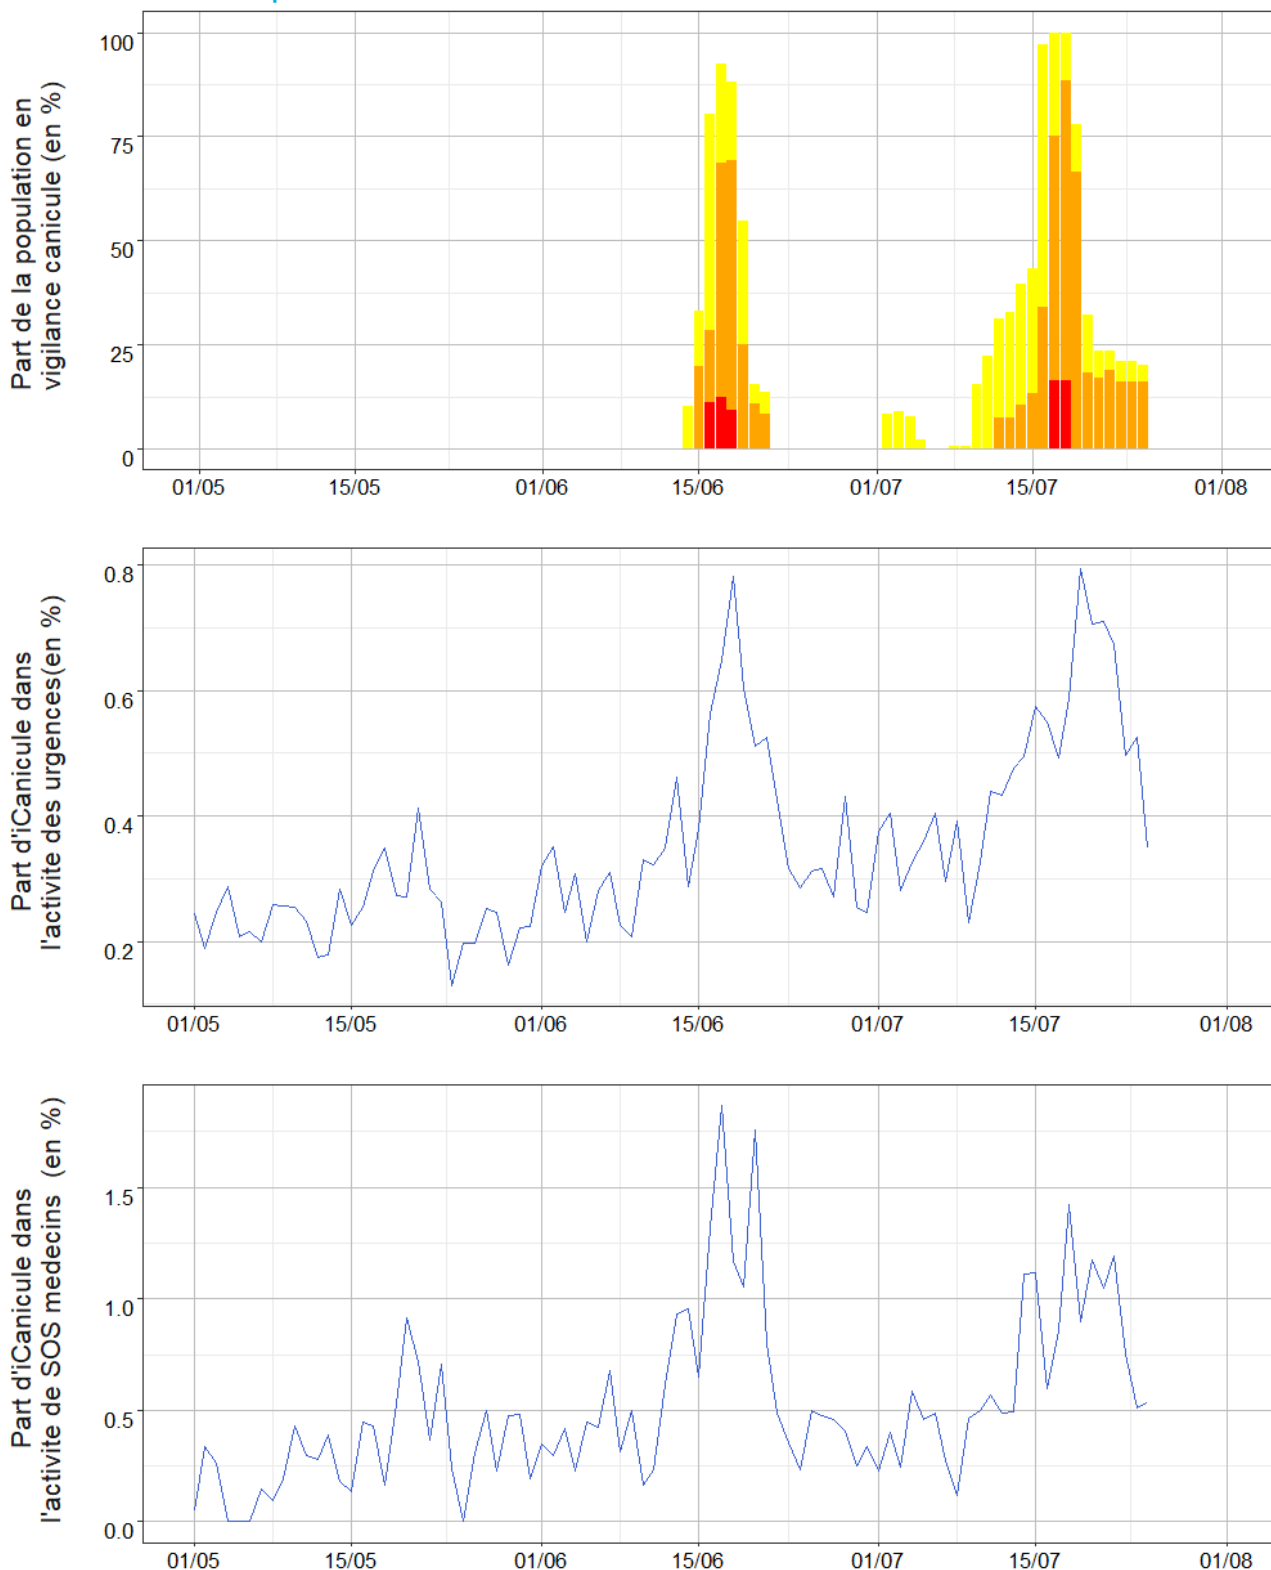 Part de la population en
vigilance canicule (en %)
100
75
50
25
0
01/05 15/05 01/06 15/06 01/07 15/07 01/08
Part d'iCanicule dans
l'activite des urgences(en %)
0.8
0.6
0.4
0.2
01/05 15/05 01/06 15/06 01/07 15/07 01/08
Part d'iCanicule dans
l'activite de SOS medecins (en %)
1.5
1.0
0.5
0.0
01/05 15/05 01/06 15/06 01/07 15/07 01/08